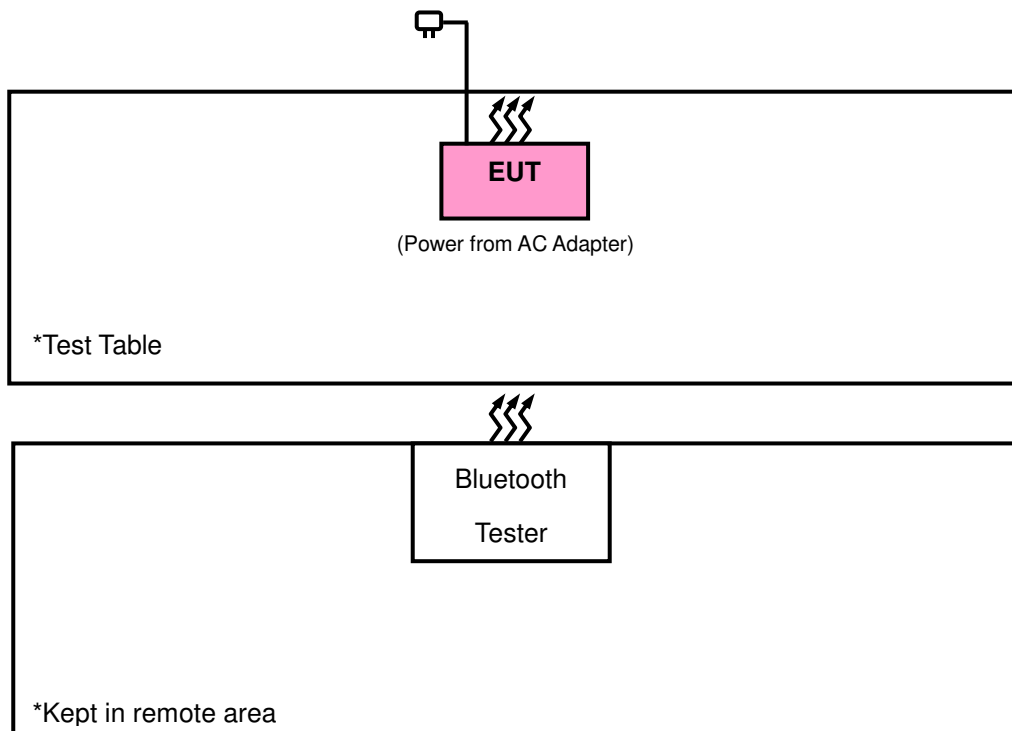 EUT
(Power from AC Adapter)
*Test Table
Bluetooth
Tester
*Kept in remote area